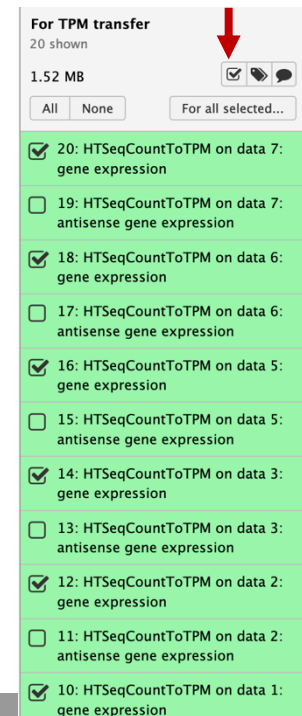 For TPM transfer
20 shown
1.52 MB
All None For all selected...
20: HTSeqCountToTPM on data 7:
gene expression
19: HTSeqCountToTPM on data 7:
antisense gene expression
18: HTSeqCountToTPM on data 6:
gene expression
17: HTSeqCountToTPM on data 6:
antisense gene expression
16: HTSeqCountToTPM on data 5:
gene expression
15: HTSeqCountToTPM on data 5:
antisense gene expression
14: HTSeqCountToTPM on data 3:
gene expression
13: HTSeqCountToTPM on data 3:
antisense gene expression
12: HTSeqCountToTPM on data 2:
gene expression
11: HTSeqCountToTPM on data 2:
antisense gene expression
10: HTSeqCountToTPM on data 1:
gene expression